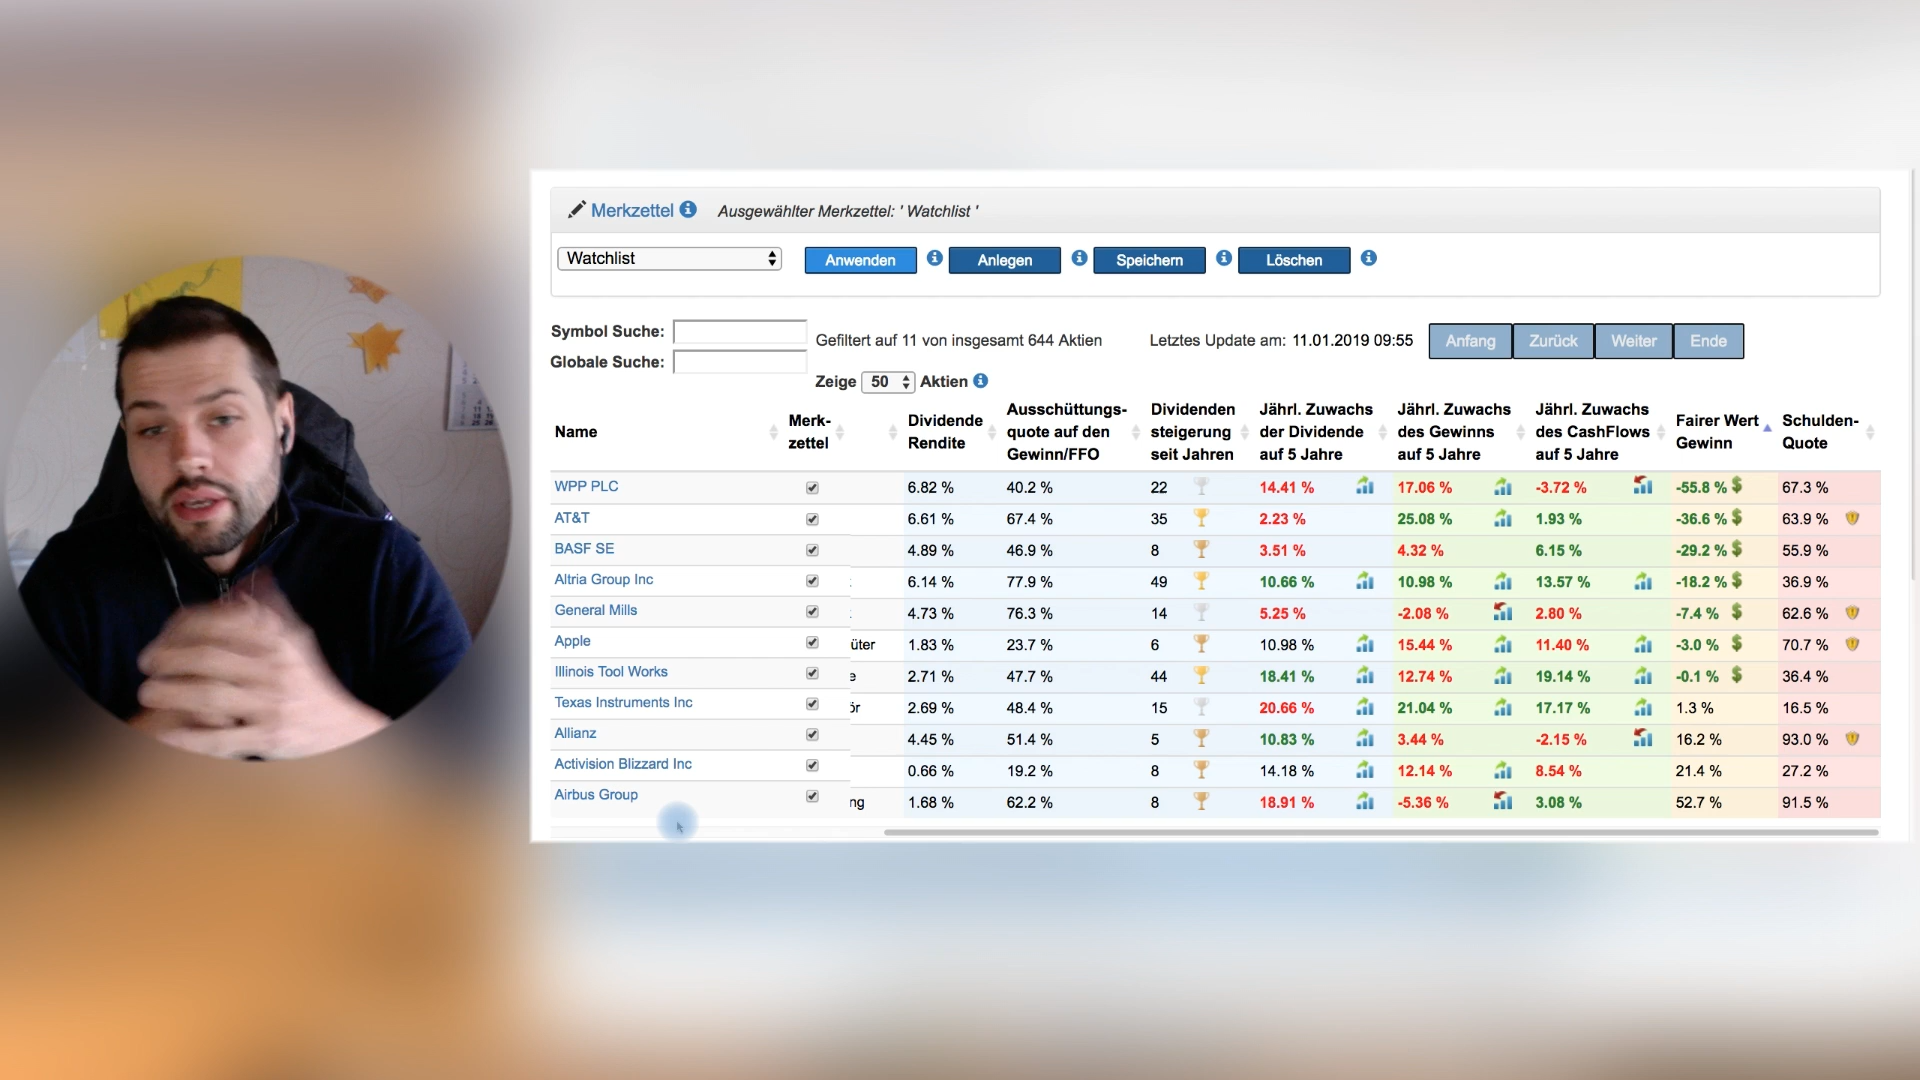 Merkzettel Ausgewählter Merkzettel: ' Watchlist '
Watchlist Anwenden Anlegen Speichern Löschen
Symbol Suche: Gefiltert auf 11 von insgesamt 644 Aktien Letztes Update am: 11.01.2019 09:55 Anfang Zurück Weiter Ende
Globale Suche:
Zeige 50 Aktien
Name Merk-zettel Dividende Rendite Ausschüttungs-quote auf den Gewinn/FFO Dividenden steigerung seit Jahren Jährl. Zuwachs der Dividende auf 5 Jahre Jährl. Zuwachs des Gewinns auf 5 Jahre Jährl. Zuwachs des CashFlows auf 5 Jahre Fairer Wert Gewinn Schulden-Quote
WPP PLC 6.82 % 40.2 % 22 14.41 % 17.06 % -3.72 % -55.8 % $ 67.3 %
AT&T 6.61 % 67.4 % 35 2.23 % 25.08 % 1.93 % -36.6 % $ 63.9 %
BASF SE 4.89 % 46.9 % 8 3.51 % 4.32 % 6.15 % -29.2 % $ 55.9 %
Altria Group Inc 6.14 % 77.9 % 49 10.66 % 10.98 % 13.57 % -18.2 % $ 36.9 %
General Mills 4.73 % 76.3 % 14 5.25 % -2.08 % 2.80 % -7.4 % $ 62.6 %
Apple üter 1.83 % 23.7 % 6 10.98 % 15.44 % 11.40 % -3.0 % $ 70.7 %
Illinois Tool Works e 2.71 % 47.7 % 44 18.41 % 12.74 % 19.14 % -0.1 % $ 36.4 %
Texas Instruments Inc ör 2.69 % 48.4 % 15 20.66 % 21.04 % 17.17 % 1.3 % 16.5 %
Allianz 4.45 % 51.4 % 5 10.83 % 3.44 % -2.15 % 16.2 % 93.0 %
Activision Blizzard Inc 0.66 % 19.2 % 8 14.18 % 12.14 % 8.54 % 21.4 % 27.2 %
Airbus Group ng 1.68 % 62.2 % 8 18.91 % -5.36 % 3.08 % 52.7 % 91.5 %